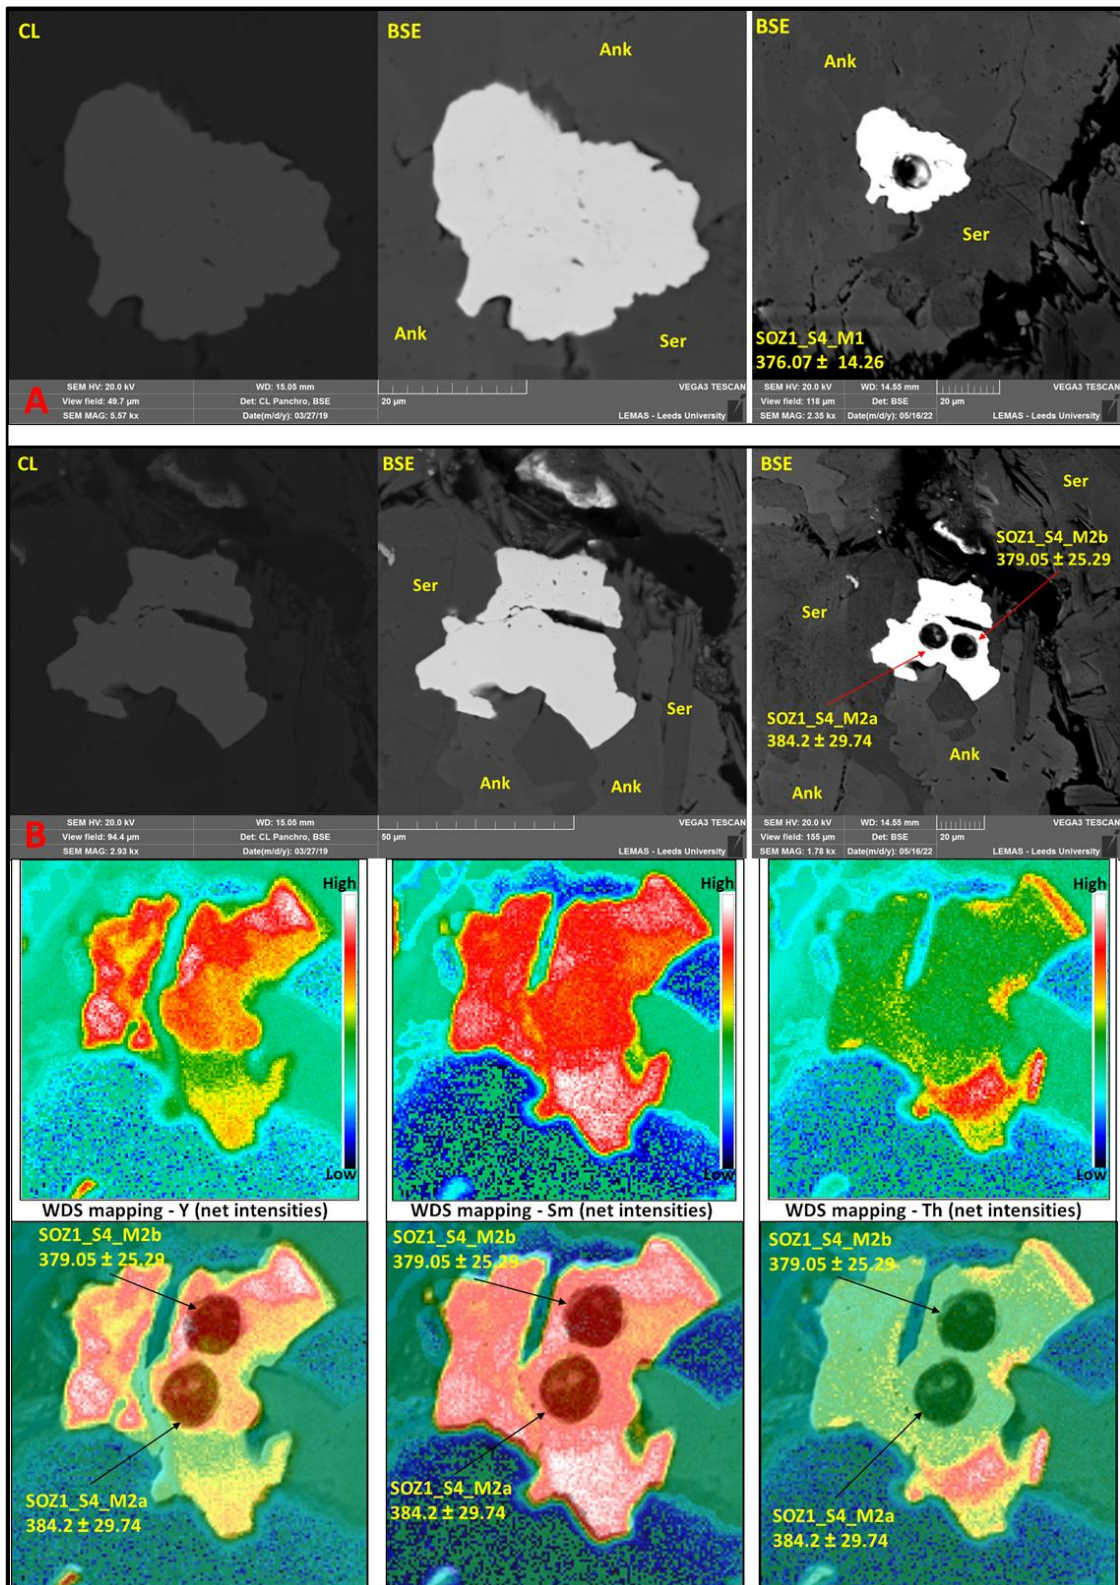 CL
BSE
Ank
Ank
Ser
BSE
Ank
Ser
SOZ1_S4_M1
376.07 ± 14.26
A
SEM HV: 20.0 kV
WD: 15.05 mm
View field: 49.7 µm
Det: CL Panchro, BSE
SEM MAG: 5.57 kx
Date(m/d/y): 03/27/19
20 µm
VEGA3 TESCAN
LEMAS - Leeds University
SEM HV: 20.0 kV
WD: 14.55 mm
View field: 118 µm
Det: BSE
SEM MAG: 2.35 kx
Date(m/d/y): 05/16/22
20 µm
VEGA3 TESCAN
LEMAS - Leeds University
CL
BSE
Ser
Ser
Ank
Ank
BSE
Ser
SOZ1_S4_M2b
379.05 ± 25.29
Ser
SOZ1_S4_M2a
384.2 ± 29.74
Ank
Ank
B
SEM HV: 20.0 kV
WD: 15.05 mm
View field: 94.4 µm
Det: CL Panchro, BSE
SEM MAG: 2.93 kx
Date(m/d/y): 03/27/19
50 µm
VEGA3 TESCAN
LEMAS - Leeds University
SEM HV: 20.0 kV
WD: 14.55 mm
View field: 155 µm
Det: BSE
SEM MAG: 1.78 kx
Date(m/d/y): 05/16/22
20 µm
VEGA3 TESCAN
LEMAS - Leeds University
High
Low
WDS mapping - Y (net intensities)
High
Low
WDS mapping - Sm (net intensities)
High
Low
WDS mapping - Th (net intensities)
SOZ1_S4_M2b
379.05 ± 25.29
SOZ1_S4_M2a
384.2 ± 29.74
SOZ1_S4_M2b
379.05 ± 25.29
SOZ1_S4_M2a
384.2 ± 29.74
SOZ1_S4_M2b
379.05 ± 25.29
SOZ1_S4_M2a
384.2 ± 29.74